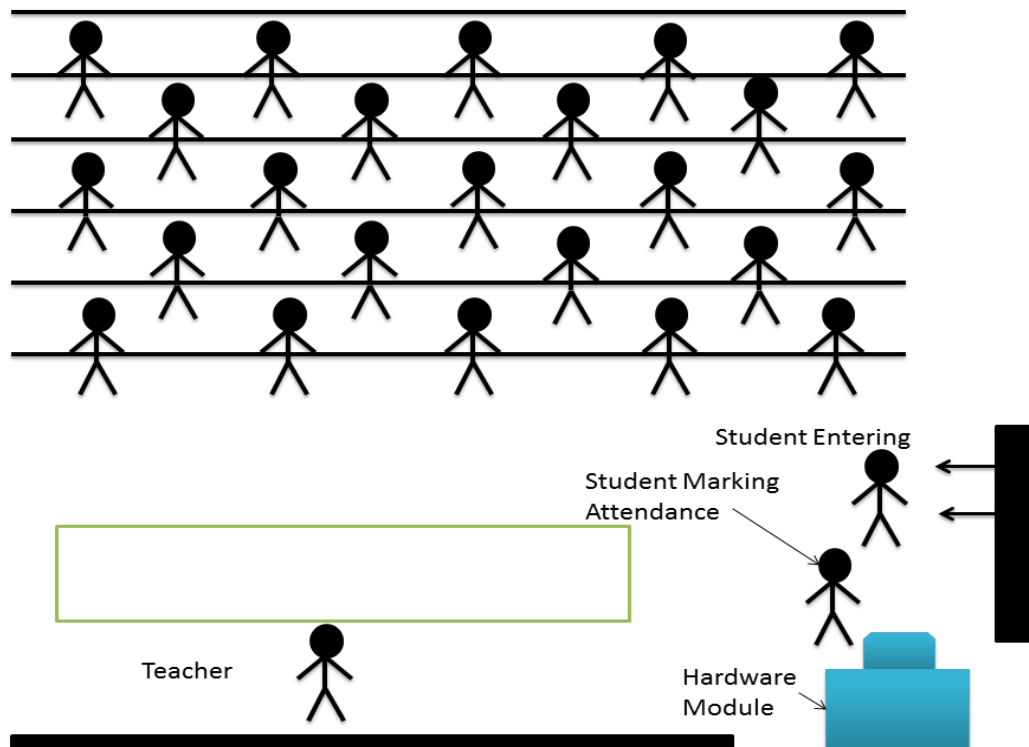 Student Entering
Student Marking
Attendance
Teacher
Hardware
Module